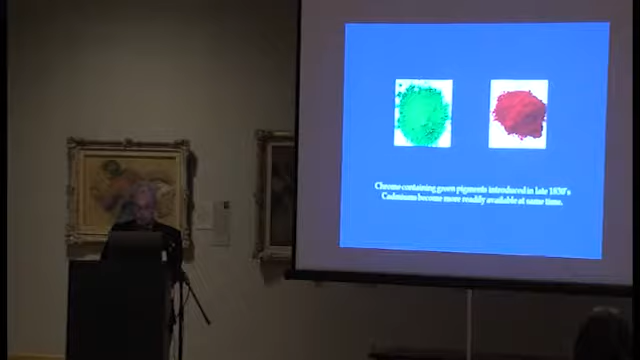 Chrome containing green pigments introduced in late 1830's
Cadmiums become more readily available at same time.